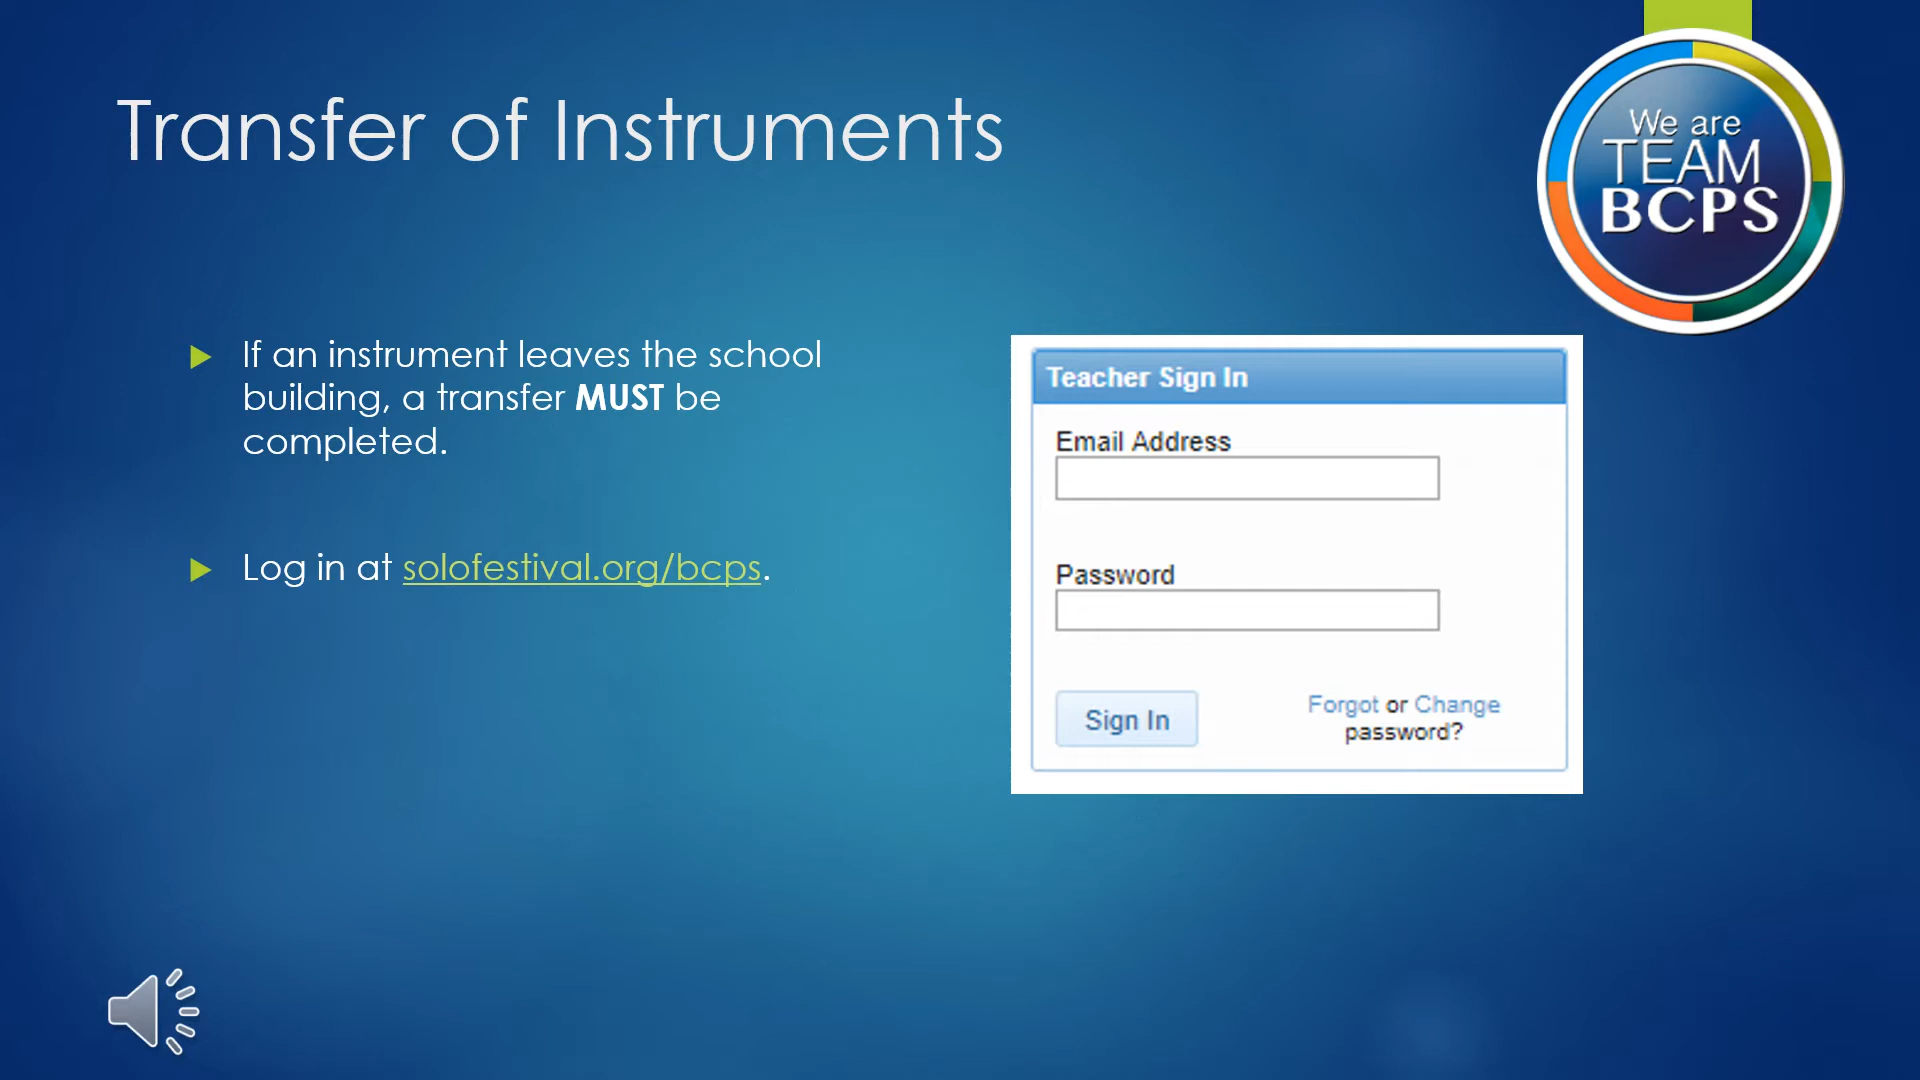 Transfer of Instruments
We are
TEAM
BCPS
If an instrument leaves the school
building, a transfer MUST be
completed.
Log in at solofestival.org/bcps.
Teacher Sign In
Email Address
Password
Sign In
Forgot or Change
password?